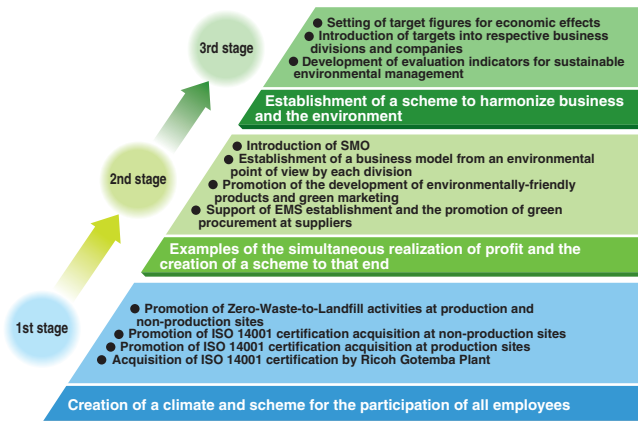 3rd stage
● Setting of target figures for economic effects
● Introduction of targets into respective business
divisions and companies
● Development of evaluation indicators for sustainable
environmental management
Establishment of a scheme to harmonize business
and the environment
2nd stage
● Introduction of SMO
● Establishment of a business model from an environmental
point of view by each division
● Promotion of the development of environmentally-friendly
products and green marketing
● Support of EMS establishment and the promotion of green
procurement at suppliers
Examples of the simultaneous realization of profit and the
creation of a scheme to that end
1st stage
● Promotion of Zero-Waste-to-Landfill activities at production and
non-production sites
● Promotion of ISO 14001 certification acquisition at non-production sites
● Promotion of ISO 14001 certification acquisition at production sites
● Acquisition of ISO 14001 certification by Ricoh Gotemba Plant
Creation of a climate and scheme for the participation of all employees